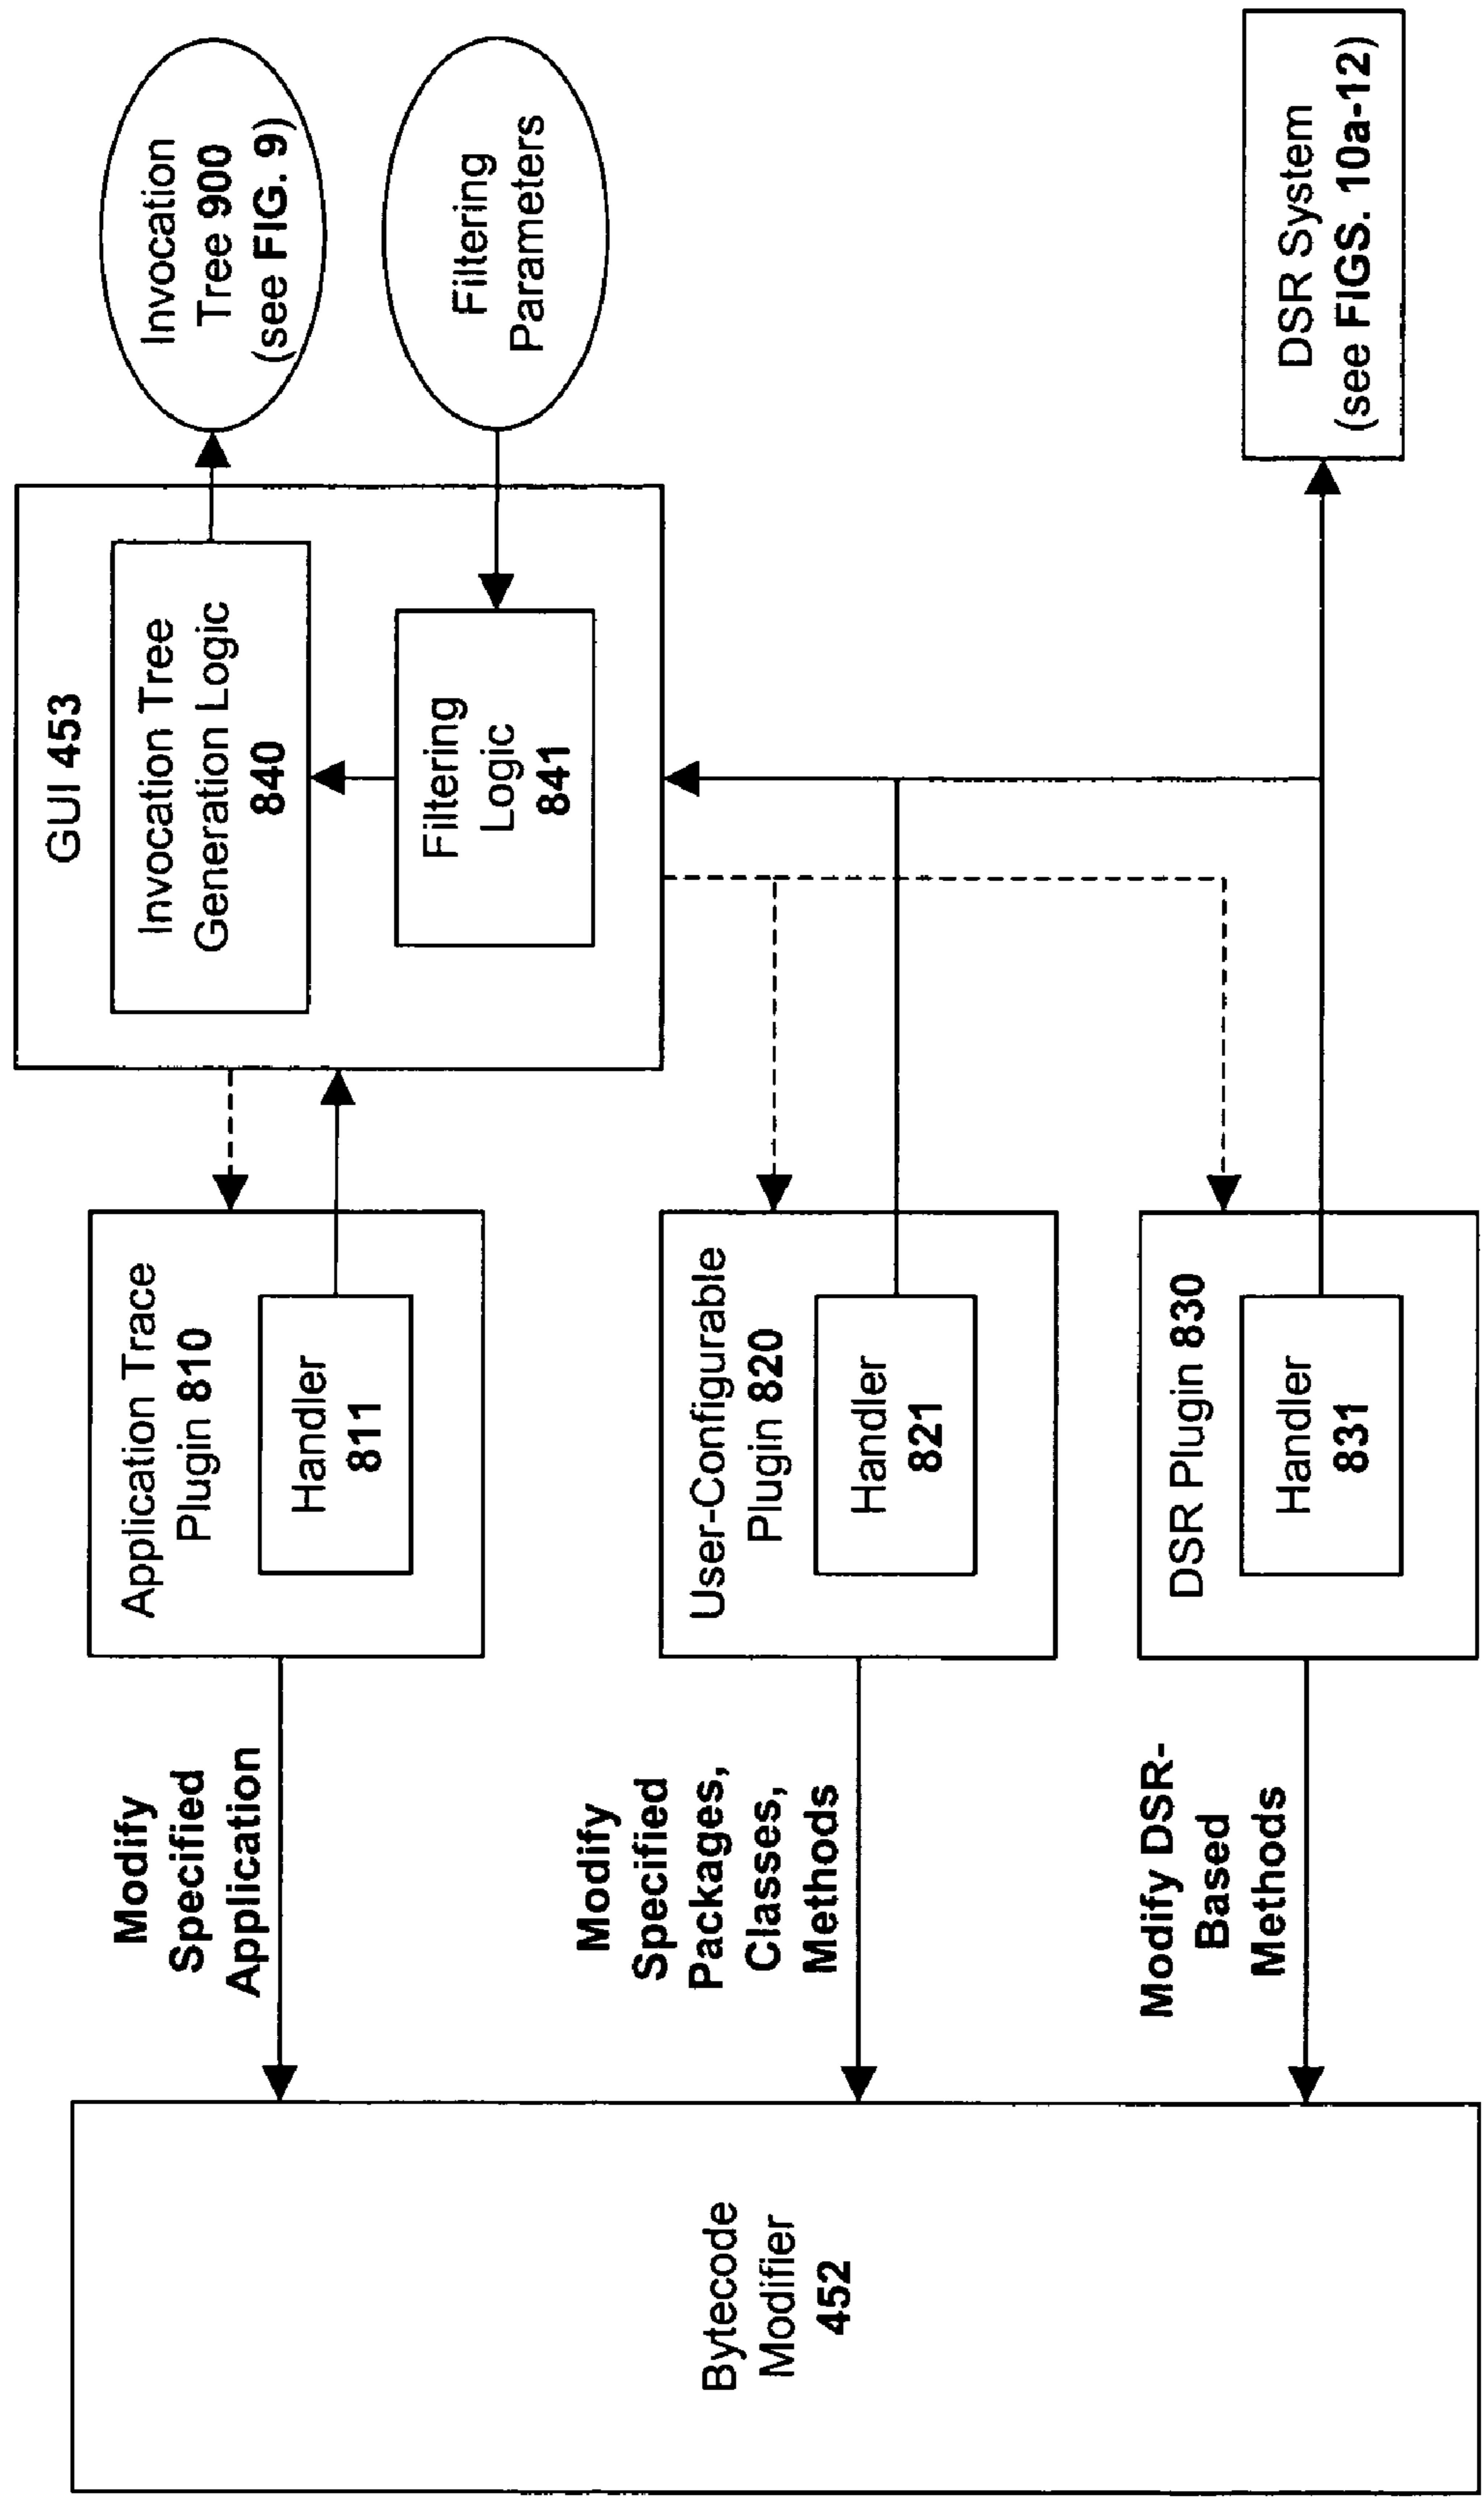 Bytecode
Modifier
452
Modify
Specified
Application
Modify
Specified
Packages,
Classes,
Methods
Modify DSR-
Based
Methods
Application Trace
Plugin 810
Handler
811
User-Configurable
Plugin 820
Handler
821
DSR Plugin 830
Handler
831
GUI 453
Invocation Tree
Generation Logic
840
Filtering
Logic
841
Invocation
Tree 900
(see FIG. 9)
Filtering
Parameters
DSR System
(see FIGS. 10a-12)